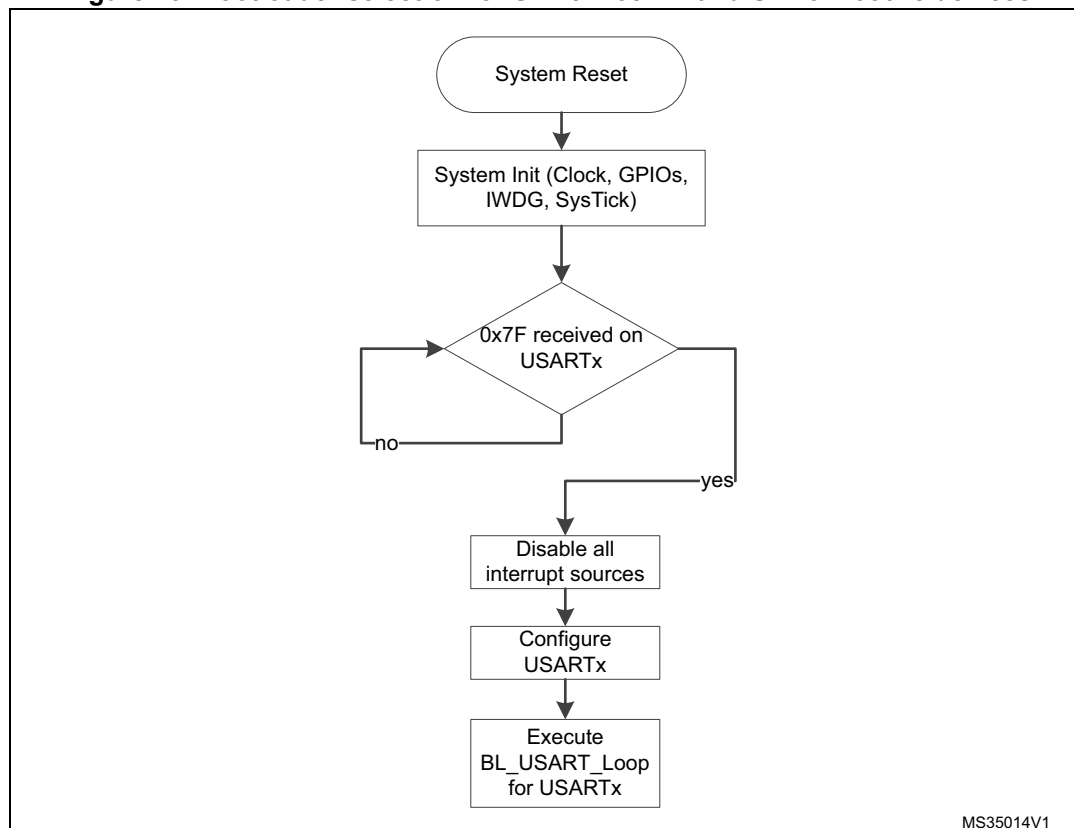 System Reset
System Init (Clock, GPIOs,
IWDG, SysTick)
0x7F received on
USARTx
no
yes
Disable all
interrupt sources
Configure
USARTx
Execute
BL_USART_Loop
for USARTx
MS35014V1